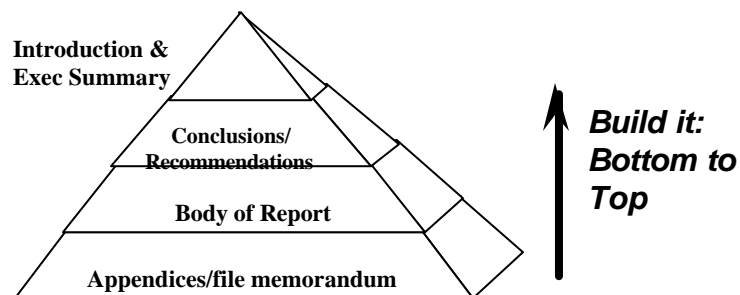 Introduction &
Exec Summary
Conclusions/
Recommendations
Body of Report
Appendices/file memorandum
Build it:
Bottom to
Top